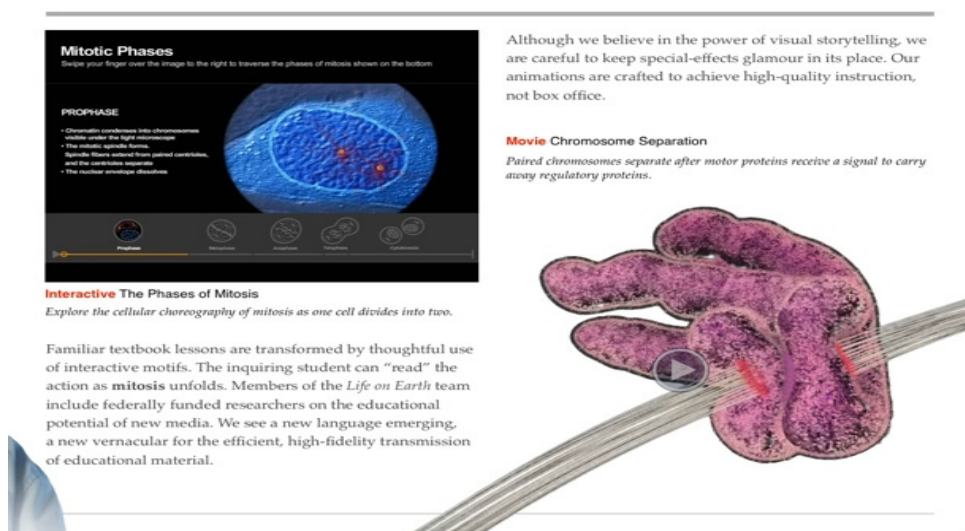 Mitotic Phases
Swipe your finger over the image to the right to traverse the phases of mitosis shown on the bottom
PROPHASE
• Chromatin condenses into chromosomes
visible under the light microscope
• The mitotic spindle forms.
Spindle fibers extend from paired centrioles,
and the centrioles separate
• The nuclear envelope dissolves
Prophase
Metaphase
Anaphase
Telophase
Cytokinesis
Interactive The Phases of Mitosis
Explore the cellular choreography of mitosis as one cell divides into two.
Familiar textbook lessons are transformed by thoughtful use
of interactive motifs. The inquiring student can “read” the
action as mitosis unfolds. Members of the Life on Earth team
include federally funded researchers on the educational
potential of new media. We see a new language emerging,
a new vernacular for the efficient, high-fidelity transmission
of educational material.
Although we believe in the power of visual storytelling, we
are careful to keep special-effects glamour in its place. Our
animations are crafted to achieve high-quality instruction,
not box office.
Movie Chromosome Separation
Paired chromosomes separate after motor proteins receive a signal to carry
away regulatory proteins.